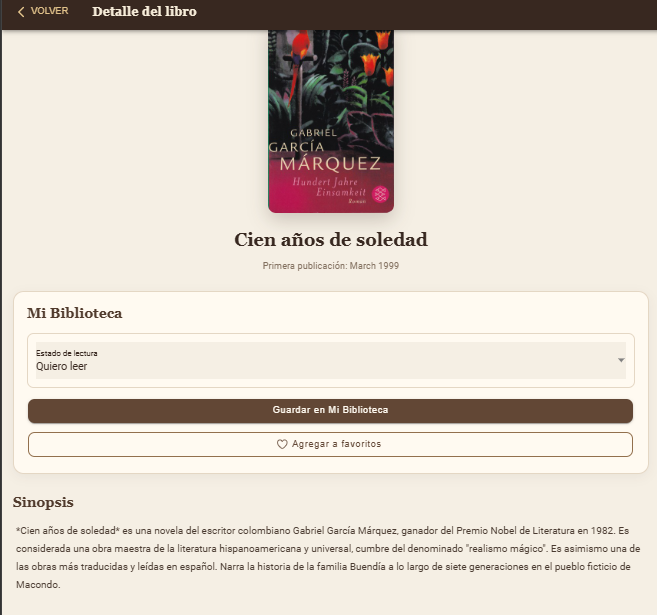 VOLVER Detalle del libro
GABRIEL
GARCÍA
MÁRQUEZ
Hundert Jahre
Einsamkeit
Roman
Cien años de soledad
Primera publicación: March 1999
Mi Biblioteca
Estado de lectura
Quiero leer
Guardar en Mi Biblioteca
Agregar a favoritos
Sinopsis
*Cien años de soledad* es una novela del escritor colombiano Gabriel García Márquez, ganador del Premio Nobel de Literatura en 1982. Es
considerada una obra maestra de la literatura hispanoamericana y universal, cumbre del denominado "realismo mágico". Es asimismo una de
las obras más traducidas y leídas en español. Narra la historia de la familia Buendía a lo largo de siete generaciones en el pueblo ficticio de
Macondo.